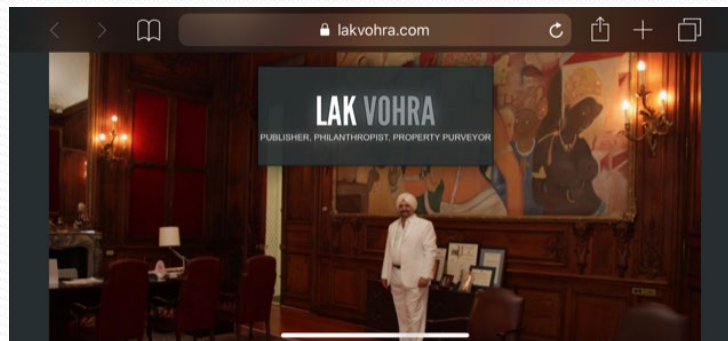 lakvohra.com
LAK VOHRA
PUBLISHER, PHILANTHROPIST, PROPERTY PURVEYOR